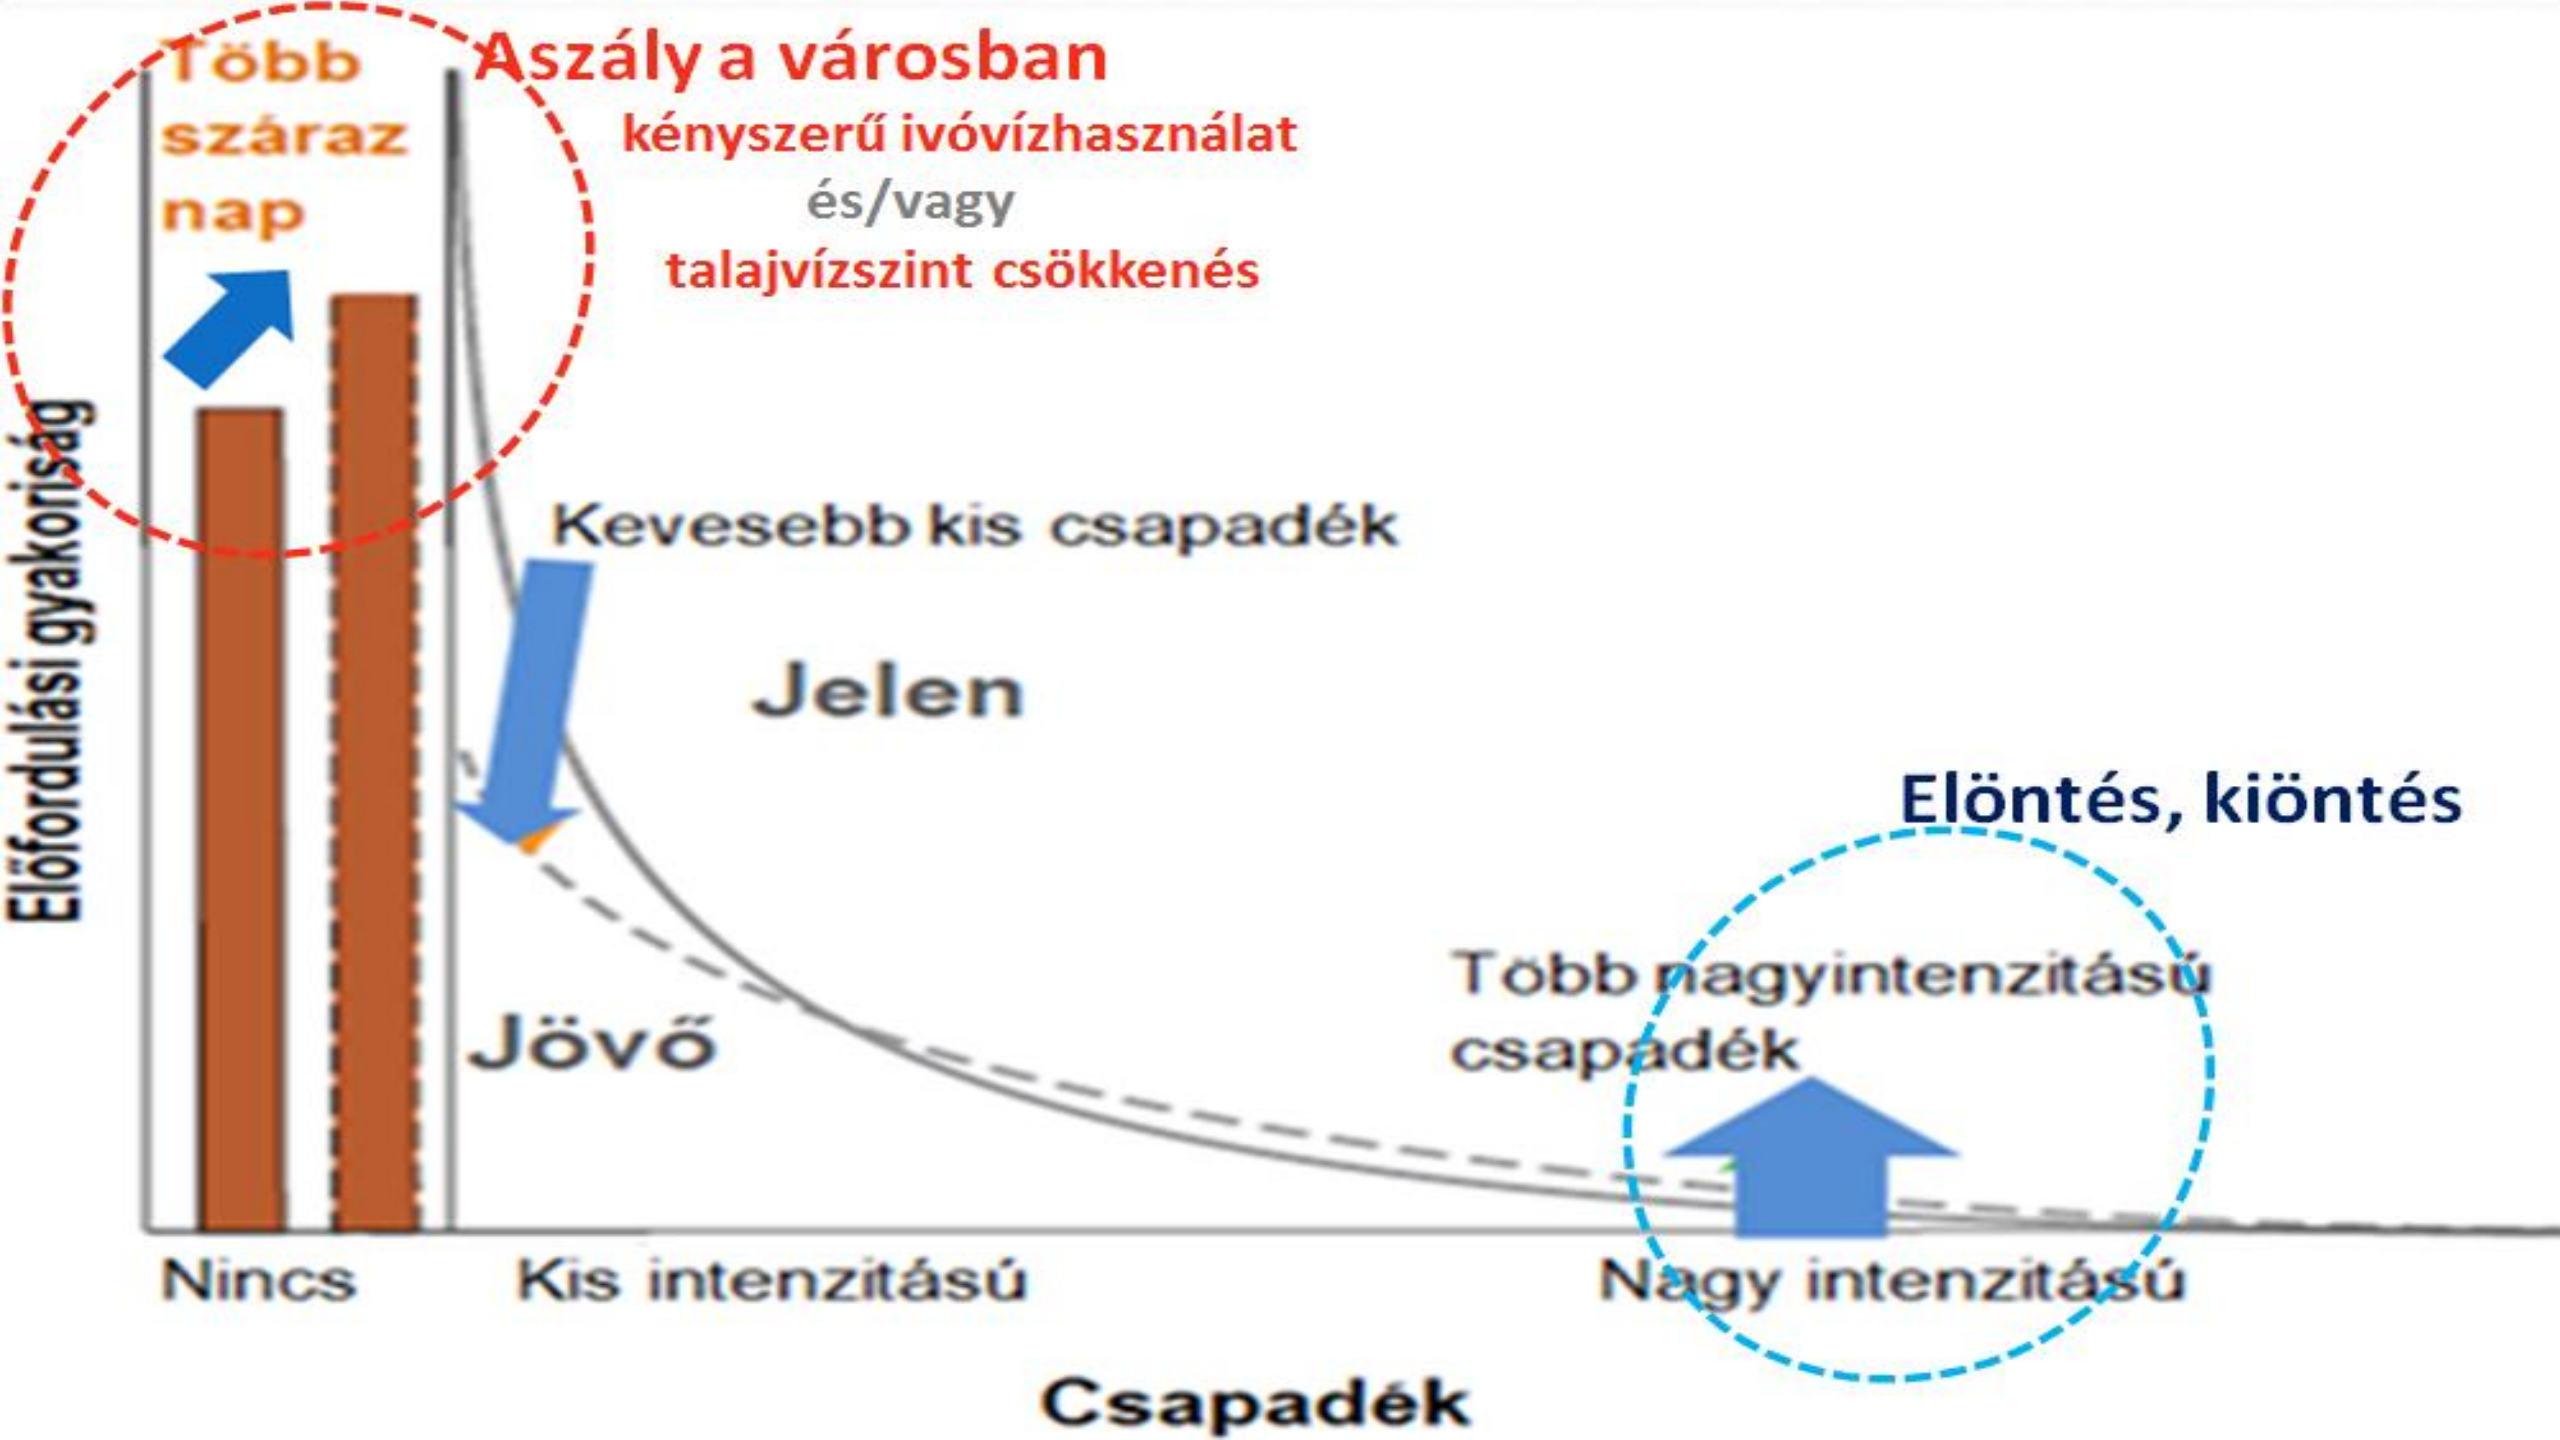 Aszály a városban
kényszerű ivóvízhasználat
és/vagy
talajvízszint csökkenés
Több
száraz
nap
Előfordulási gyakoriság
Kevesebb kis csapadék
Jelen
Jövő
Elöntés, kiöntés
Több nagyintenzitású
csapadék
Nincs
Kis intenzitású
Nagy intenzitású
Csapadék